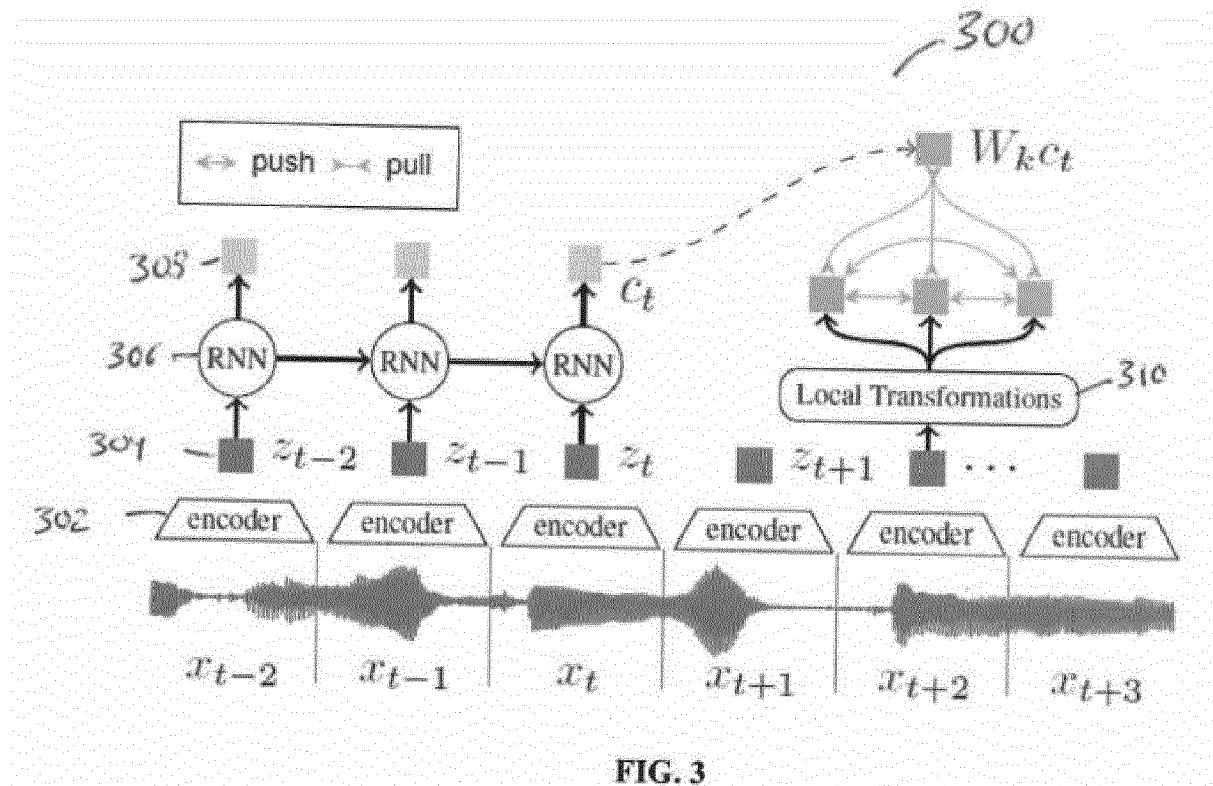 300
push pull
W_k c_t
308
c_t
306 RNN RNN RNN
310
Local Transformations
304 z_{t-2} z_{t-1} z_t z_{t+1} ...
302 encoder encoder encoder encoder encoder encoder
x_{t-2} x_{t-1} x_t x_{t+1} x_{t+2} x_{t+3}
FIG. 3